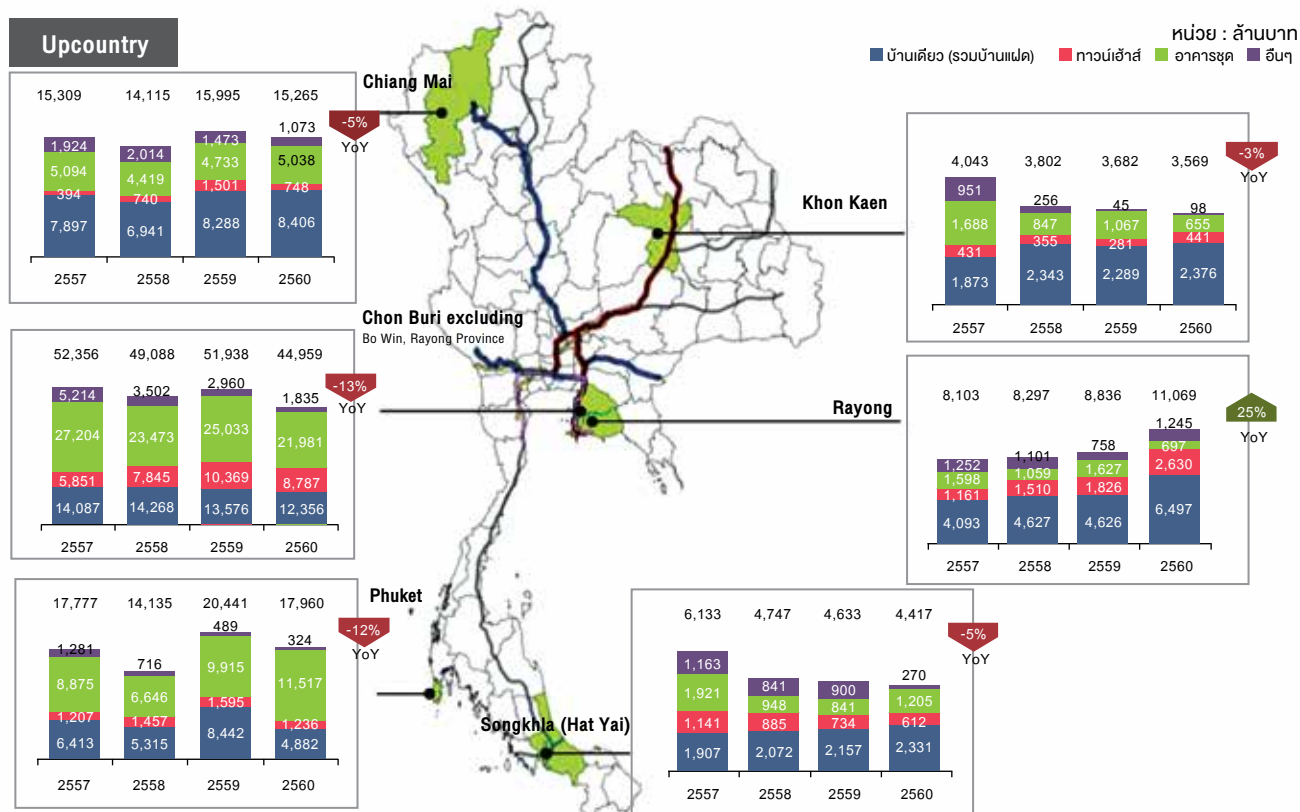 Upcountry
หน่วย : ล้านบาท
บ้านเดียว (รวมบ้านแฝด) ทาวน์เฮ้าส์ อาคารชุด อื่นๆ
Chiang Mai
15,309 14,115 15,995 15,265
-5%
YoY
1,924 2,014 1,473 1,073
5,094 4,419 4,733 5,038
394 740 1,501 748
7,897 6,941 8,288 8,406
2557 2558 2559 2560
Khon Kaen
4,043 3,802 3,682 3,569
-3%
YoY
951 256 45 98
1,688 847 1,067 655
431 355 281 441
1,873 2,343 2,289 2,376
2557 2558 2559 2560
Chon Buri excluding
Bo Win, Rayong Province
52,356 49,088 51,938 44,959
-13%
YoY
5,214 3,502 2,960 1,835
27,204 23,473 25,033 21,981
5,851 7,845 10,369 8,787
14,087 14,268 13,576 12,356
2557 2558 2559 2560
Rayong
8,103 8,297 8,836 11,069
25%
YoY
1,252 1,101 758 1,245
1,598 1,059 1,627 697
1,161 1,510 1,826 2,630
4,093 4,627 4,626 6,497
2557 2558 2559 2560
Phuket
17,777 14,135 20,441 17,960
-12%
YoY
1,281 716 489 324
8,875 6,646 9,915 11,517
1,207 1,457 1,595 1,236
6,413 5,315 8,442 4,882
2557 2558 2559 2560
Songkhla (Hat Yai)
6,133 4,747 4,633 4,417
-5%
YoY
1,163 841 900 270
1,921 948 841 1,205
1,141 885 734 612
1,907 2,072 2,157 2,331
2557 2558 2559 2560